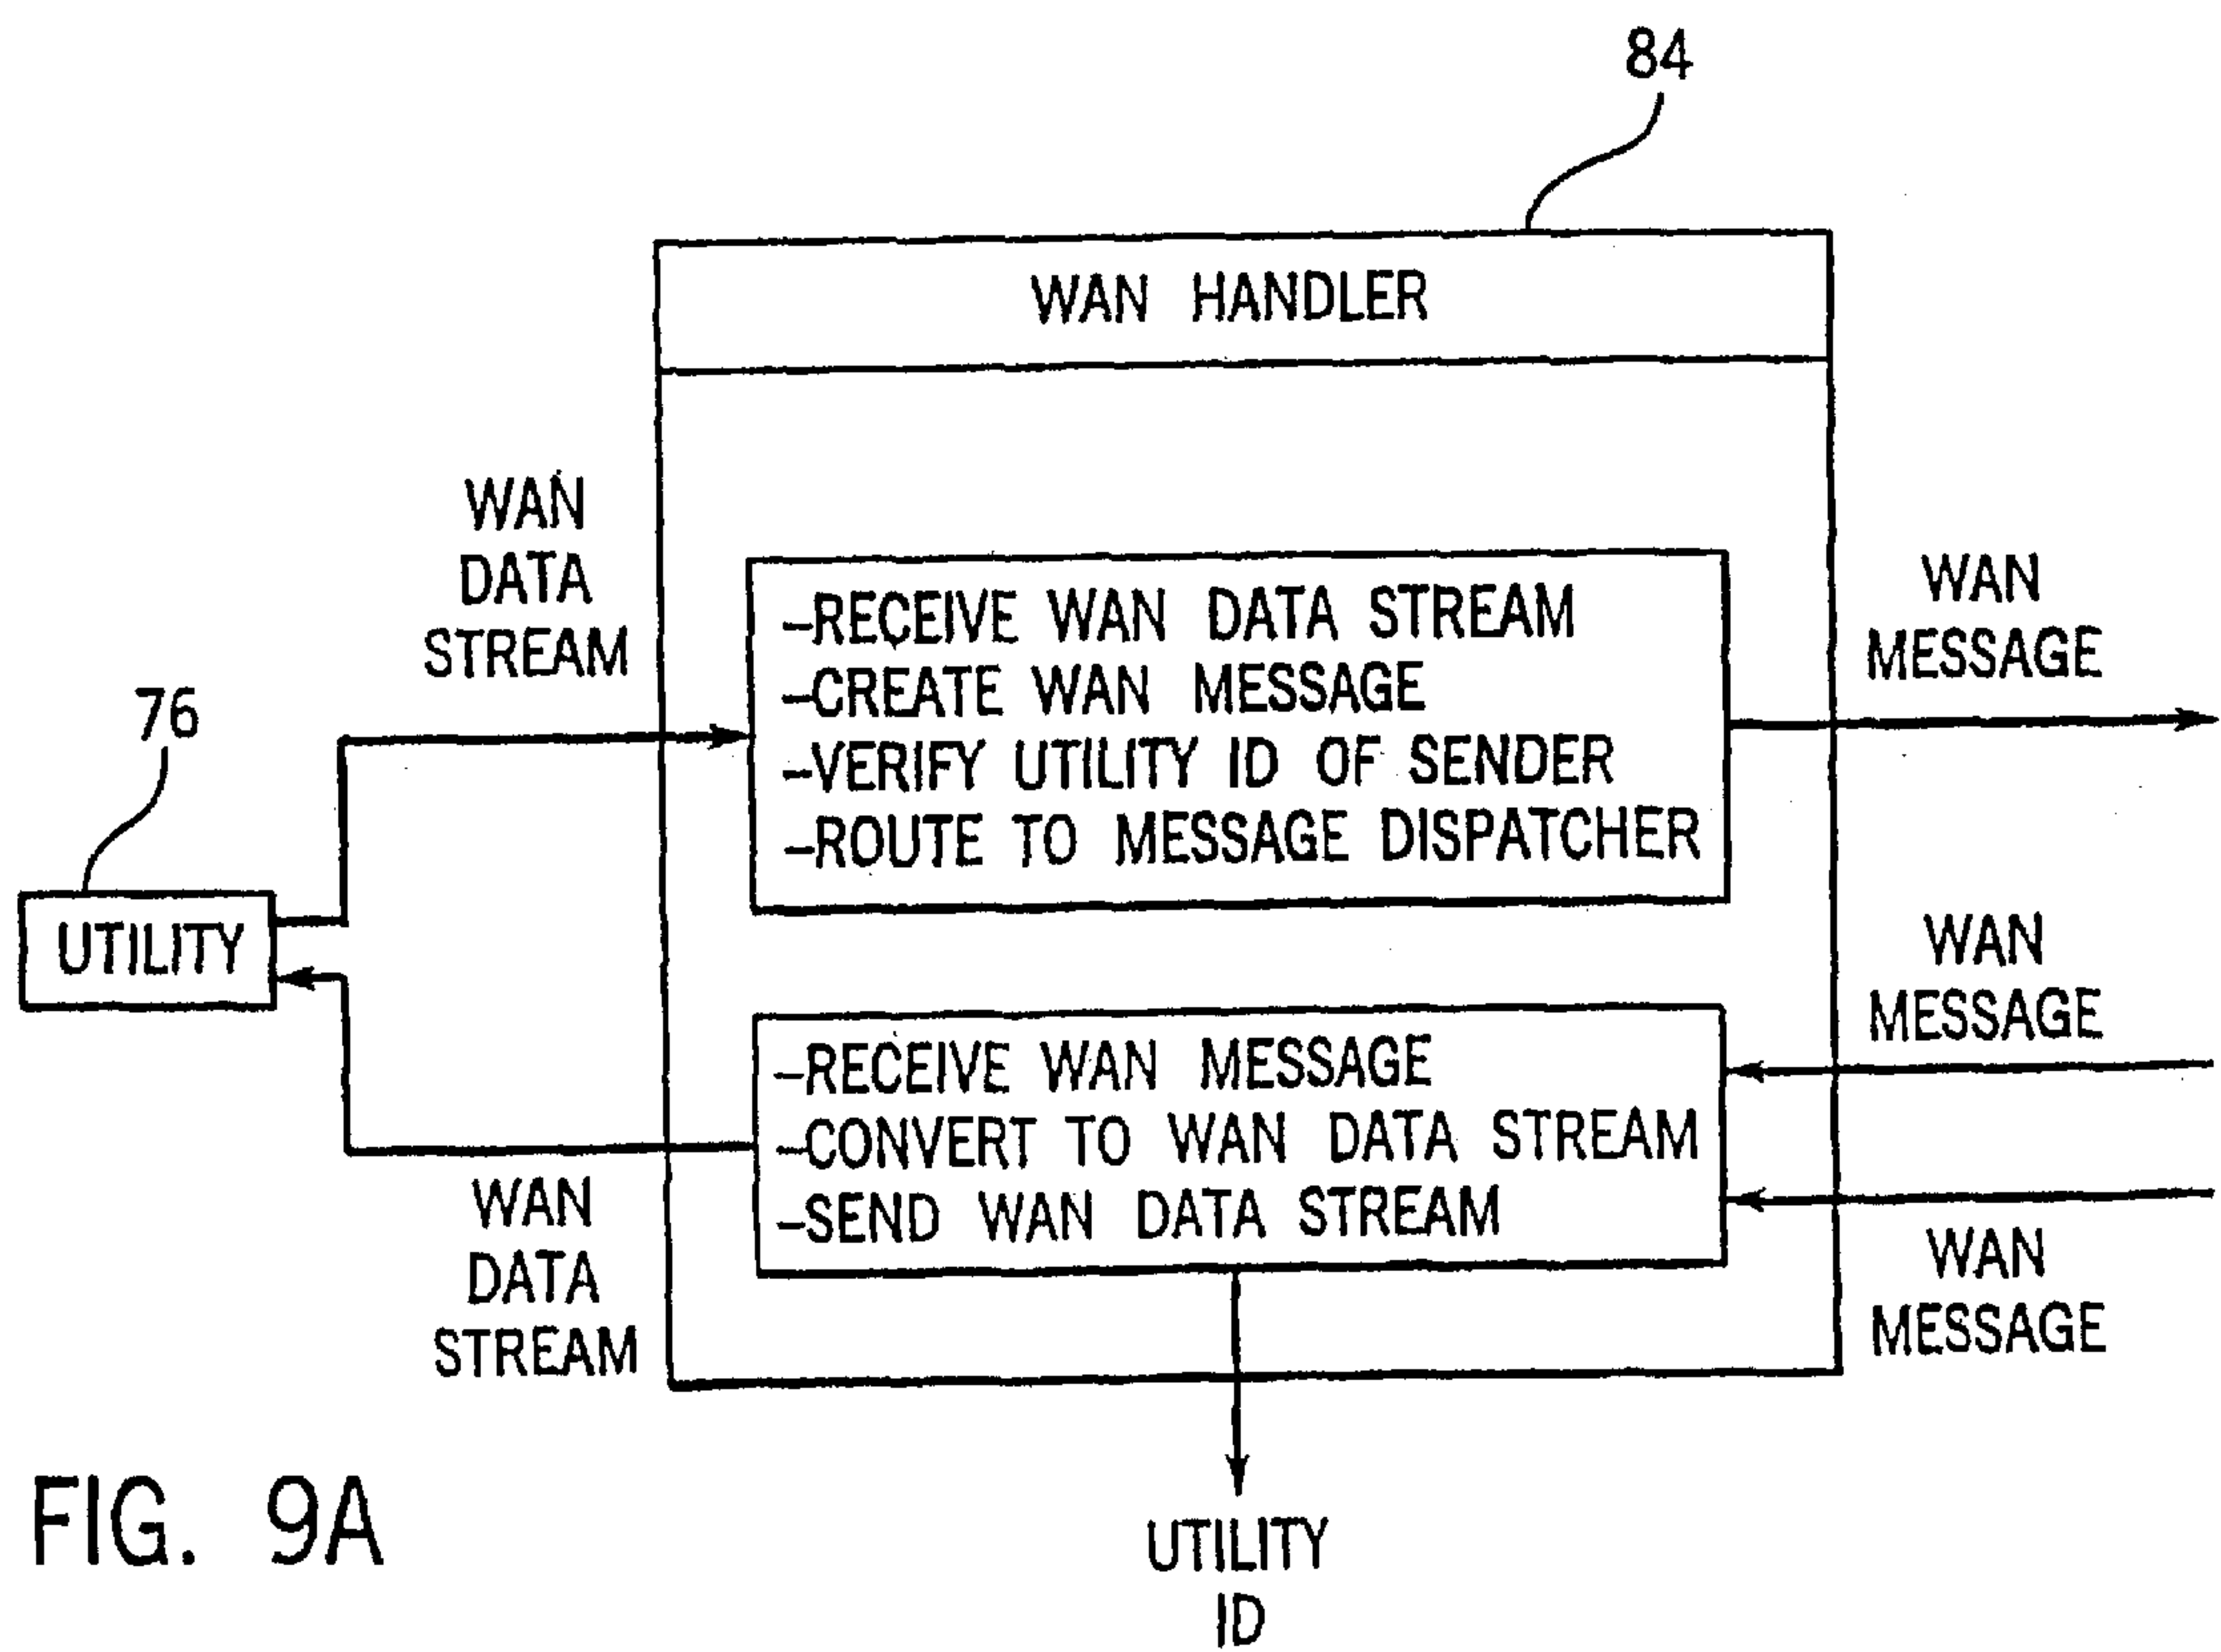 84
WAN HANDLER
WAN
DATA
STREAM
76
UTILITY
-RECEIVE WAN DATA STREAM
-CREATE WAN MESSAGE
-VERIFY UTILITY ID OF SENDER
-ROUTE TO MESSAGE DISPATCHER
WAN
MESSAGE
WAN
MESSAGE
-RECEIVE WAN MESSAGE
-CONVERT TO WAN DATA STREAM
-SEND WAN DATA STREAM
WAN
DATA
STREAM
WAN
MESSAGE
UTILITY
ID
FIG. 9A